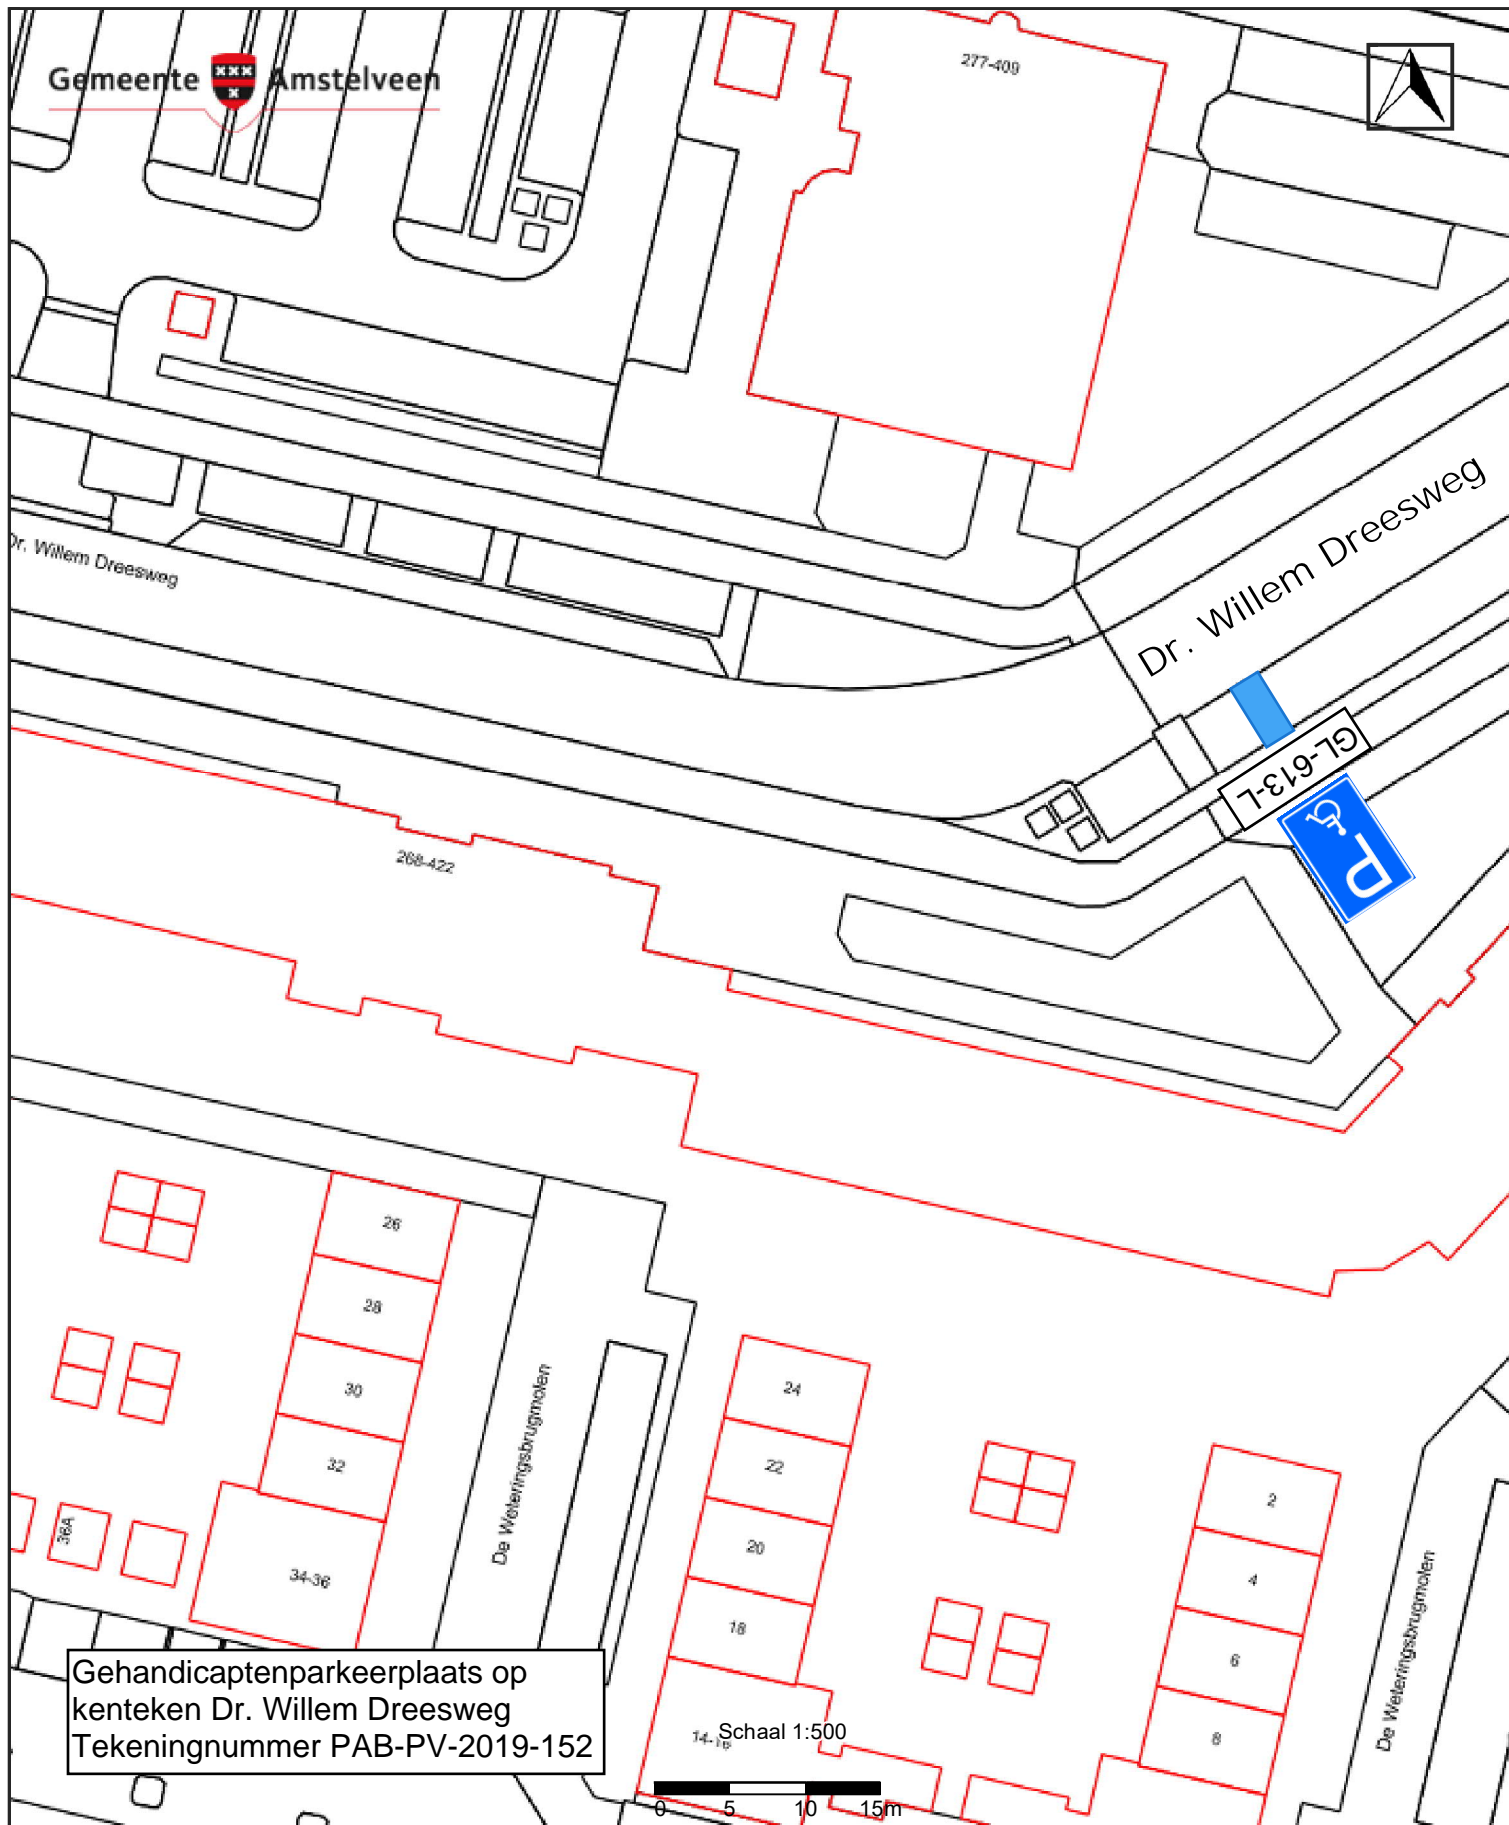 Gemeente Amstelveen
277-409
Dr. Willem Dreesweg
Dr. Willem Dreesweg
GL-613-L
P
268-422
26
28
30
32
34-36
36A
De Weteringsbrugmolen
24
22
20
18
14-16
2
4
6
8
De Weteringsbrugmolen
Gehandicaptenparkeerplaats op
kenteken Dr. Willem Dreesweg
Tekeningnummer PAB-PV-2019-152
Schaal 1:500
0 5 10 15m